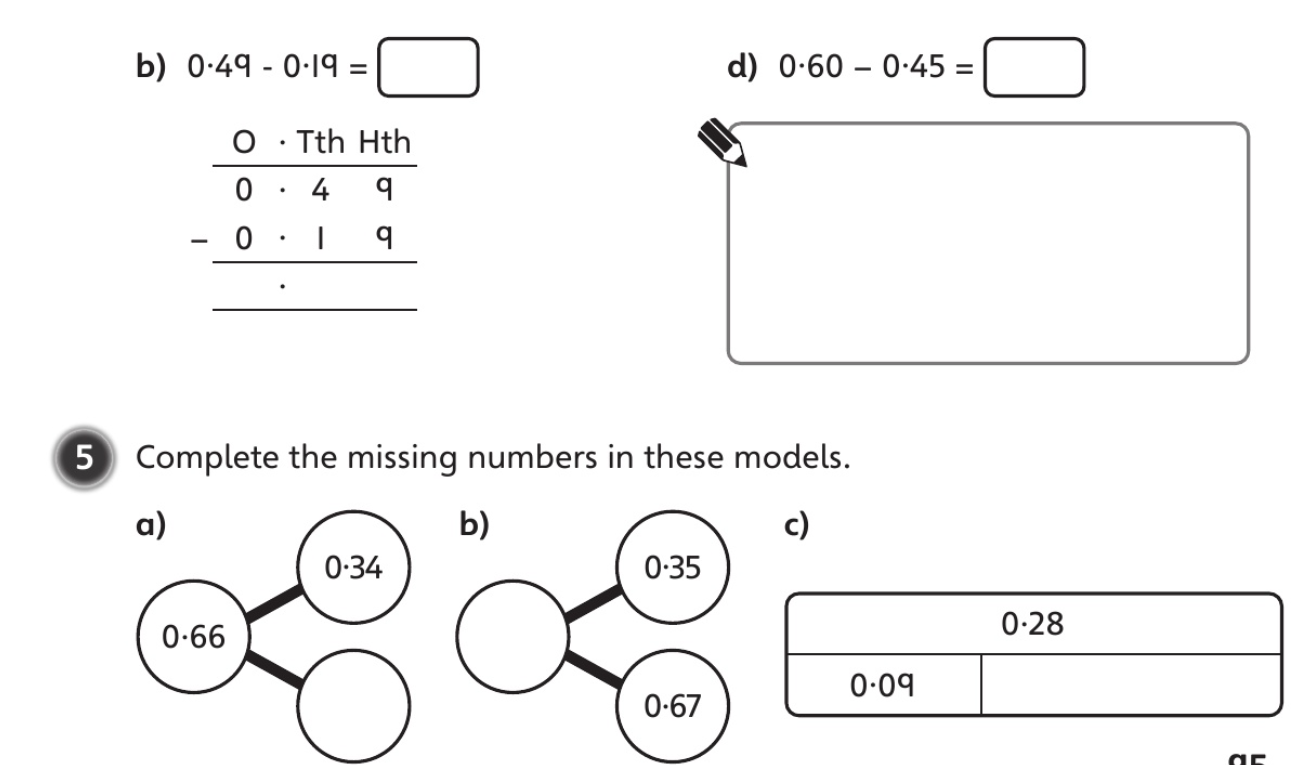 b) 0·49 - 0·19 =
O · Tth Hth
0 · 4 9
– 0 · 1 9
·
d) 0·60 – 0·45 =
5 Complete the missing numbers in these models.
a)
0·66
0·34
b)
0·35
0·67
c)
0·28
0·09